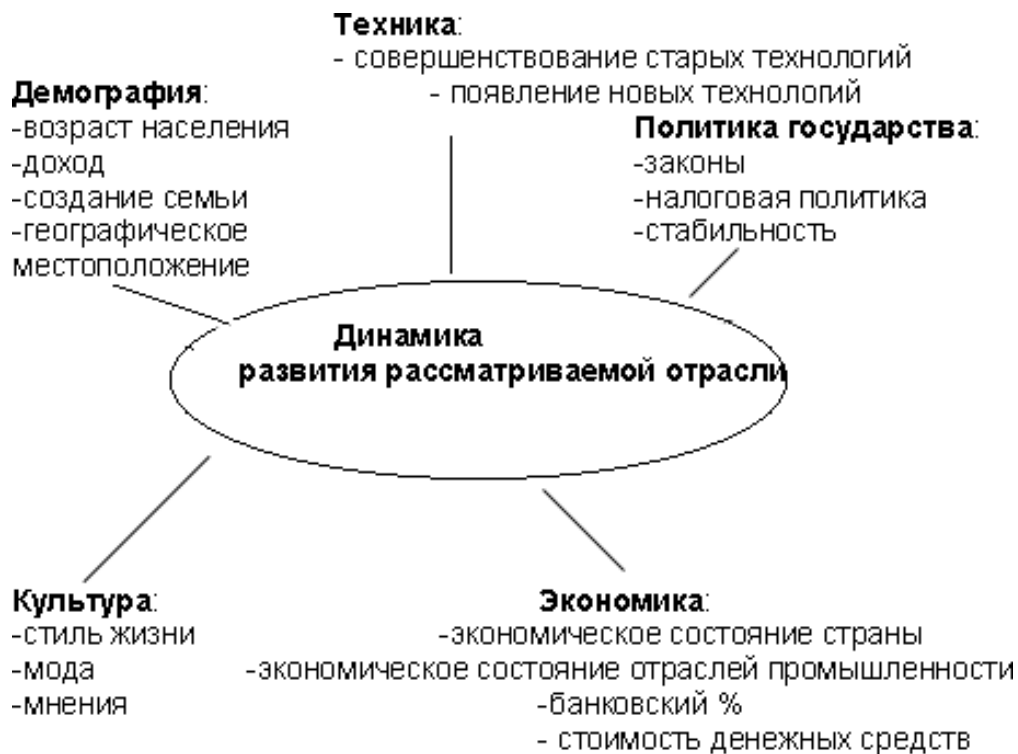 Техника:
- совершенствование старых технологий
- появление новых технологий
Демография:
-возраст населения
-доход
-создание семьи
-географическое
местоположение
Политика государства:
-законы
-налоговая политика
-стабильность
Динамика
развития рассматриваемой отрасли
Культура:
-стиль жизни
-мода
-мнения
Экономика:
-экономическое состояние страны
-экономическое состояние отраслей промышленности
-банковский %
- стоимость денежных средств